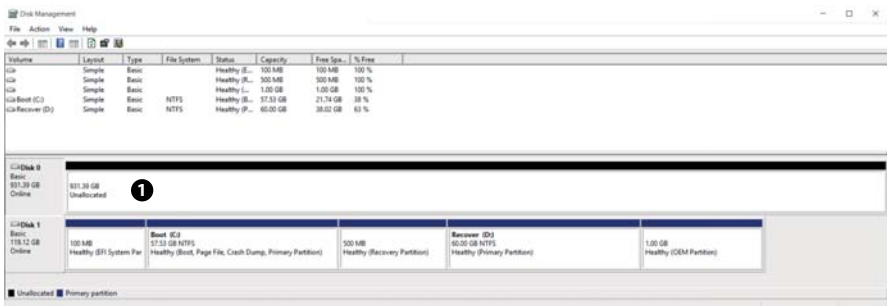 Disk Management
File Action View Help
Volume Layout Type File System Status Capacity Free Spa... % Free
Simple Basic Healthy (E... 100 MB 100 MB 100 %
Simple Basic Healthy (R... 500 MB 500 MB 100 %
Simple Basic Healthy (... 1.00 GB 1.00 GB 100 %
Boot (C:) Simple Basic NTFS Healthy (B... 57.53 GB 21.74 GB 38 %
Recover (D:) Simple Basic NTFS Healthy (P... 60.00 GB 38.02 GB 63 %
Disk 0
Basic
931.39 GB
Online
931.39 GB
Unallocated
1
Disk 1
Basic
118.12 GB
Online
100 MB
Healthy (EFI System Par
Boot (C:)
57.53 GB NTFS
Healthy (Boot, Page File, Crash Dump, Primary Partition)
500 MB
Healthy (Recovery Partition)
Recover (D:)
60.00 GB NTFS
Healthy (Primary Partition)
1.00 GB
Healthy (OEM Partition)
Unallocated Primary partition